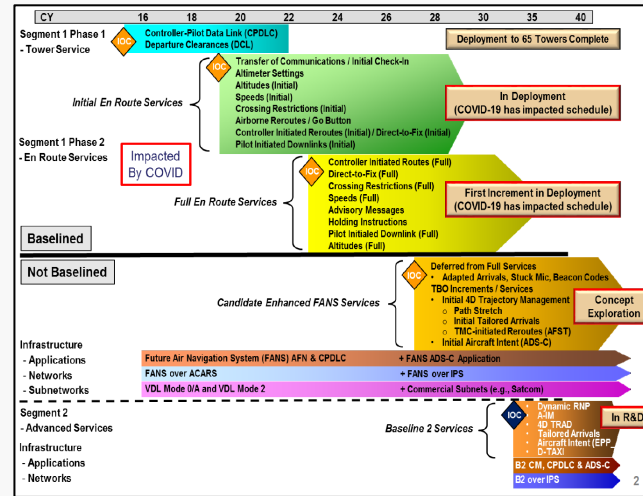 CY 16 18 20 22 24 26 28 30 35 40
Segment 1 Phase 1
- Tower Service
IOC
Controller-Pilot Data Link (CPDLC)
Departure Clearances (DCL)
Deployment to 65 Towers Complete
Initial En Route Services
IOC
Transfer of Communications / Initial Check-In
Altimeter Settings
Altitudes (Initial)
Speeds (Initial)
Crossing Restrictions (Initial)
Airborne Reroutes / Go Button
Controller Initiated Reroutes (Initial) / Direct-to-Fix (Initial)
Pilot Initiated Downlinks (Initial)
In Deployment
(COVID-19 has impacted schedule)
Segment 1 Phase 2
- En Route Services
Impacted
By COVID
Full En Route Services
IOC
Controller Initiated Routes (Full)
Direct-to-Fix (Full)
Crossing Restrictions (Full)
Speeds (Full)
Advisory Messages
Holding Instructions
Pilot Initialed Downlink (Full)
Altitudes (Full)
First Increment in Deployment
(COVID-19 has impacted schedule)
Baselined
Not Baselined
Candidate Enhanced FANS Services
IOC
Deferred from Full Services
• Adapted Arrivals, Stuck Mic, Beacon Codes
TBO Increments / Services
• Initial 4D Trajectory Management
o Path Stretch
o Initial Tailored Arrivals
o TMC-initiated Reroutes (AFST)
• Initial Aircraft Intent (ADS-C)
Concept
Exploration
Infrastructure
- Applications
- Networks
- Subnetworks
Future Air Navigation System (FANS) AFN & CPDLC + FANS ADS-C Application
FANS over ACARS + FANS over IPS
VDL Mode 0/A and VDL Mode 2 + Commercial Subnets (e.g., Satcom)
Segment 2
- Advanced Services
Baseline 2 Services
IOC
• Dynamic RNP
• A-IM
• 4D TRAD
• Tailored Arrivals
• Aircraft Intent (EPP_
• D-TAXI
In R&D
Infrastructure
- Applications
- Networks
B2 CM, CPDLC & ADS-C
B2 over IPS
2